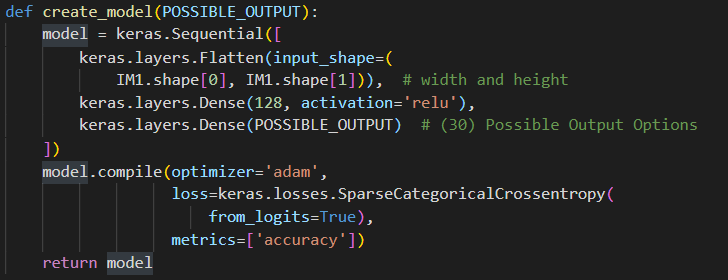 def create_model(POSSIBLE_OUTPUT):
    model = keras.Sequential([
        keras.layers.Flatten(input_shape=(
            IM1.shape[0], IM1.shape[1])),  # width and height
        keras.layers.Dense(128, activation='relu'),
        keras.layers.Dense(POSSIBLE_OUTPUT)  # (30) Possible Output Options
    ])
    model.compile(optimizer='adam',
                  loss=keras.losses.SparseCategoricalCrossentropy(
                      from_logits=True),
                  metrics=['accuracy'])
    return model